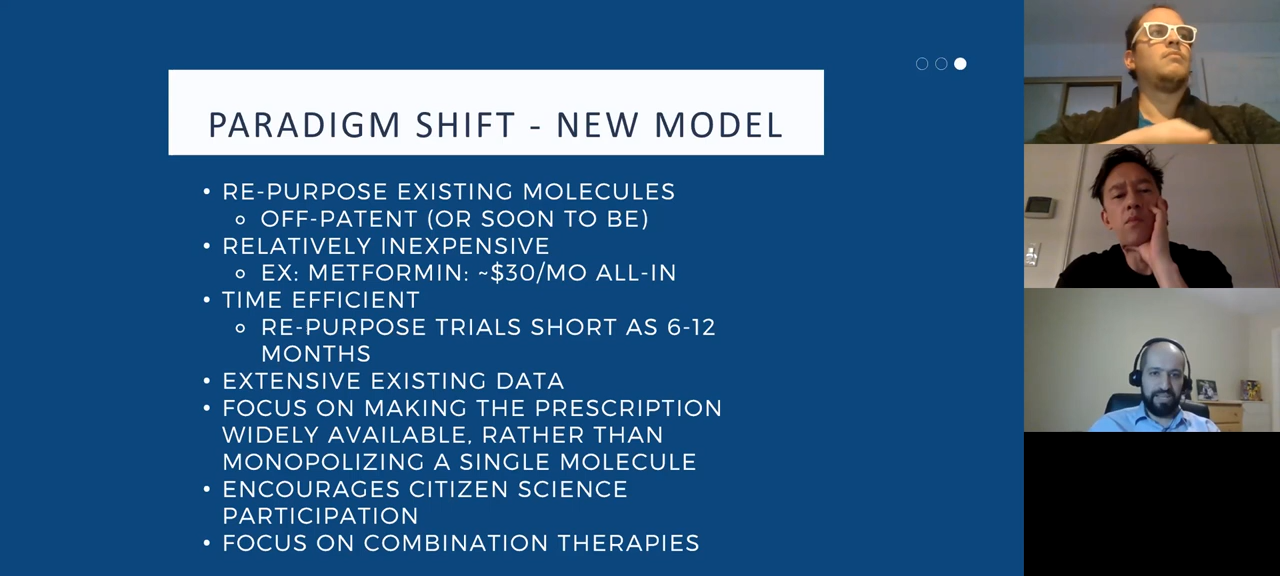 PARADIGM SHIFT - NEW MODEL
• RE-PURPOSE EXISTING MOLECULES
○ OFF-PATENT (OR SOON TO BE)
• RELATIVELY INEXPENSIVE
○ EX: METFORMIN: ~$30/MO ALL-IN
• TIME EFFICIENT
○ RE-PURPOSE TRIALS SHORT AS 6-12
MONTHS
• EXTENSIVE EXISTING DATA
• FOCUS ON MAKING THE PRESCRIPTION
WIDELY AVAILABLE, RATHER THAN
MONOPOLIZING A SINGLE MOLECULE
• ENCOURAGES CITIZEN SCIENCE
PARTICIPATION
• FOCUS ON COMBINATION THERAPIES